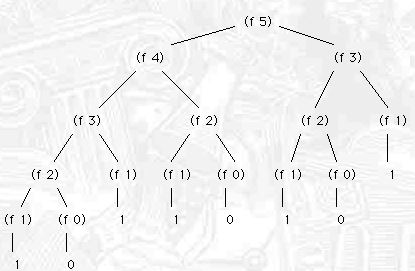 (f 5)
(f 4) (f 3)
(f 3) (f 2) (f 2) (f 1)
(f 2) (f 1) (f 1) (f 0) (f 1) (f 0) 1
(f 1) (f 0) 1 1 0 1 0
1 0